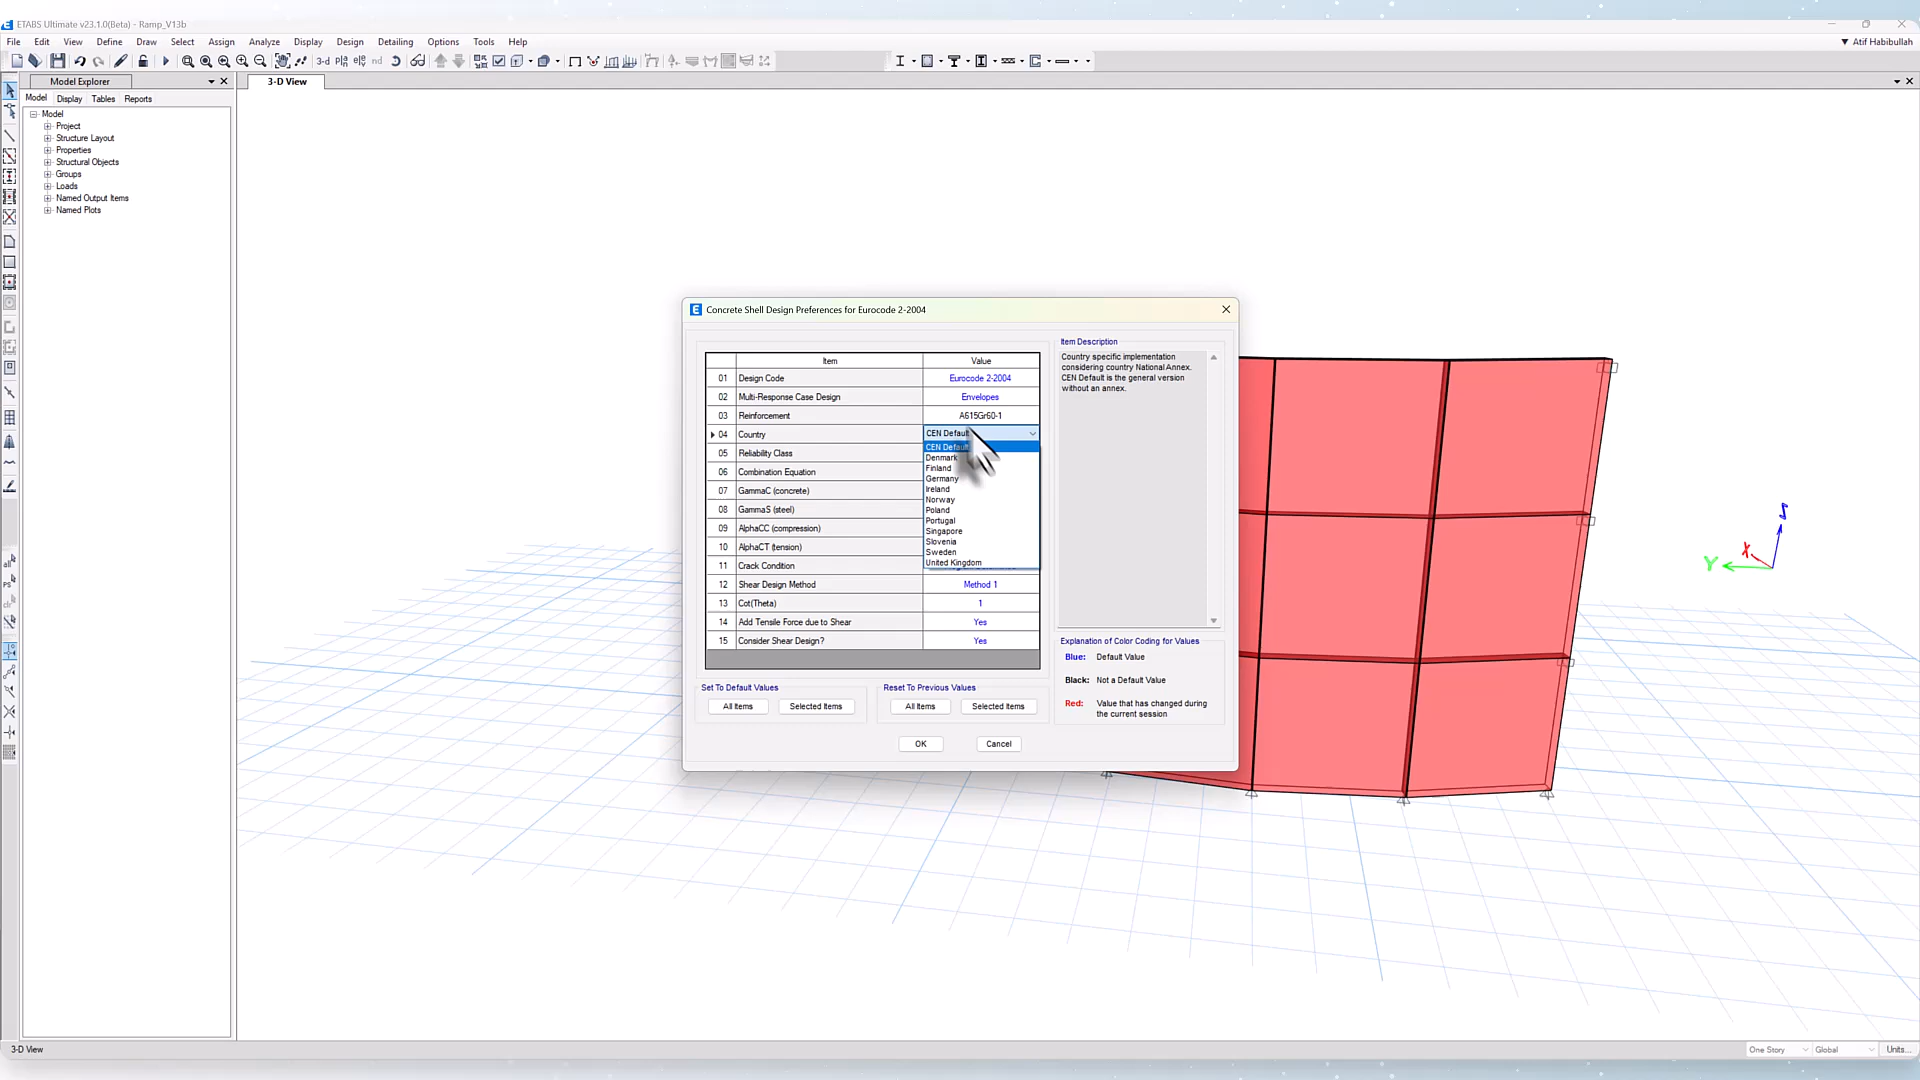 ETABS Ultimate v23.1.0(Beta) - Ramp_V13b
File Edit View Define Draw Select Assign Analyze Display Design Detailing Options Tools Help
Atif Habibullah
3-d
nd
Model Explorer
3-D View
Model Display Tables Reports
Model
Project
Structure Layout
Properties
Structural Objects
Groups
Loads
Named Output Items
Named Plots
Concrete Shell Design Preferences for Eurocode 2-2004
Item Value
01 Design Code Eurocode 2-2004
02 Multi-Response Case Design Envelopes
03 Reinforcement A615Gr60-1
04 Country CEN Default
05 Reliability Class
06 Combination Equation
07 GammaC (concrete)
08 GammaS (steel)
09 AlphaCC (compression)
10 AlphaCT (tension)
11 Crack Condition
12 Shear Design Method Method 1
13 Cot(Theta) 1
14 Add Tensile Force due to Shear Yes
15 Consider Shear Design? Yes
CEN Default
Denmark
Finland
Germany
Ireland
Norway
Poland
Portugal
Singapore
Slovenia
Sweden
United Kingdom
Item Description
Country specific implementation
considering country National Annex.
CEN Default is the general version
without an annex.
Explanation of Color Coding for Values
Blue: Default Value
Black: Not a Default Value
Red: Value that has changed during
the current session
Set To Default Values
All Items Selected Items
Reset To Previous Values
All Items Selected Items
OK Cancel
X
Y
Z
3-D View
One Story Global Units...